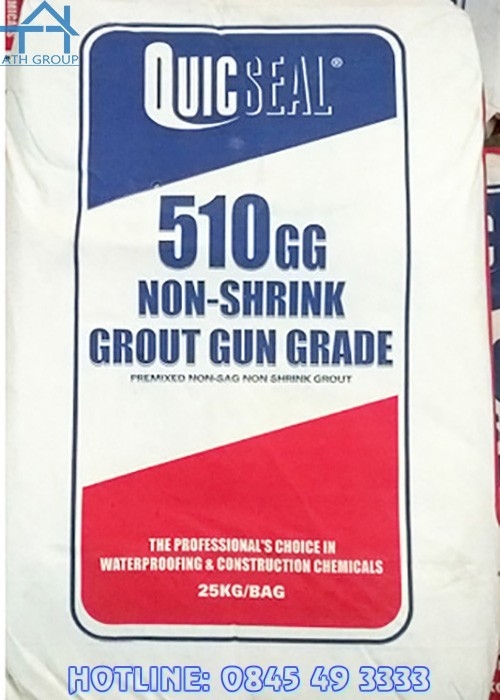 ATH GROUP
QUICSEAL®
510GG
NON-SHRINK
GROUT GUN GRADE
PREMIXED NON-SAG NON SHRINK GROUT
THE PROFESSIONAL'S CHOICE IN
WATERPROOFING & CONSTRUCTION CHEMICALS
25KG/BAG
HOTLINE: 0845 49 3333